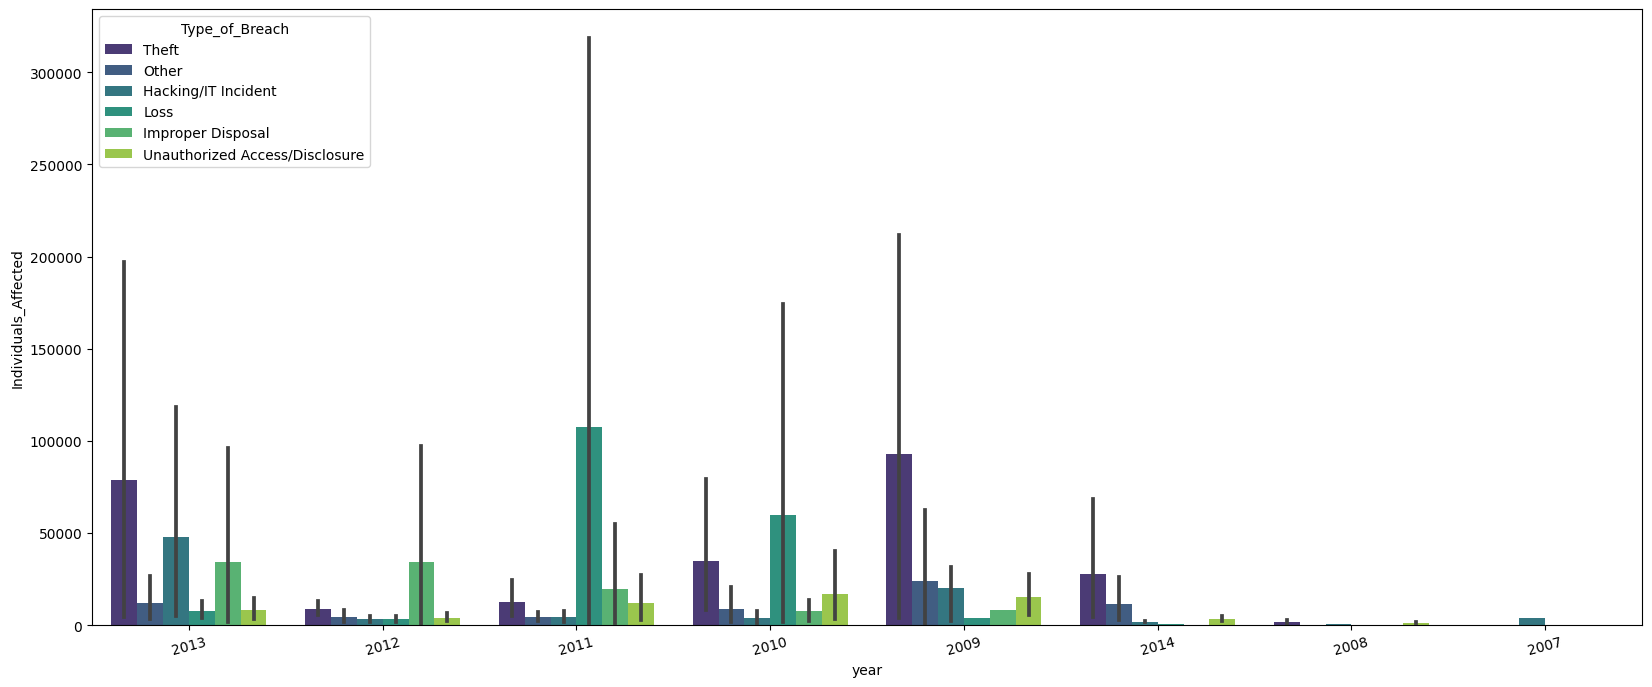 Type_of_Breach
Theft
Other
Hacking/IT Incident
Loss
Improper Disposal
Unauthorized Access/Disclosure
300000
250000
200000
150000
100000
50000
0
Individuals_Affected
2013 2012 2011 2010 2009 2014 2008 2007
year